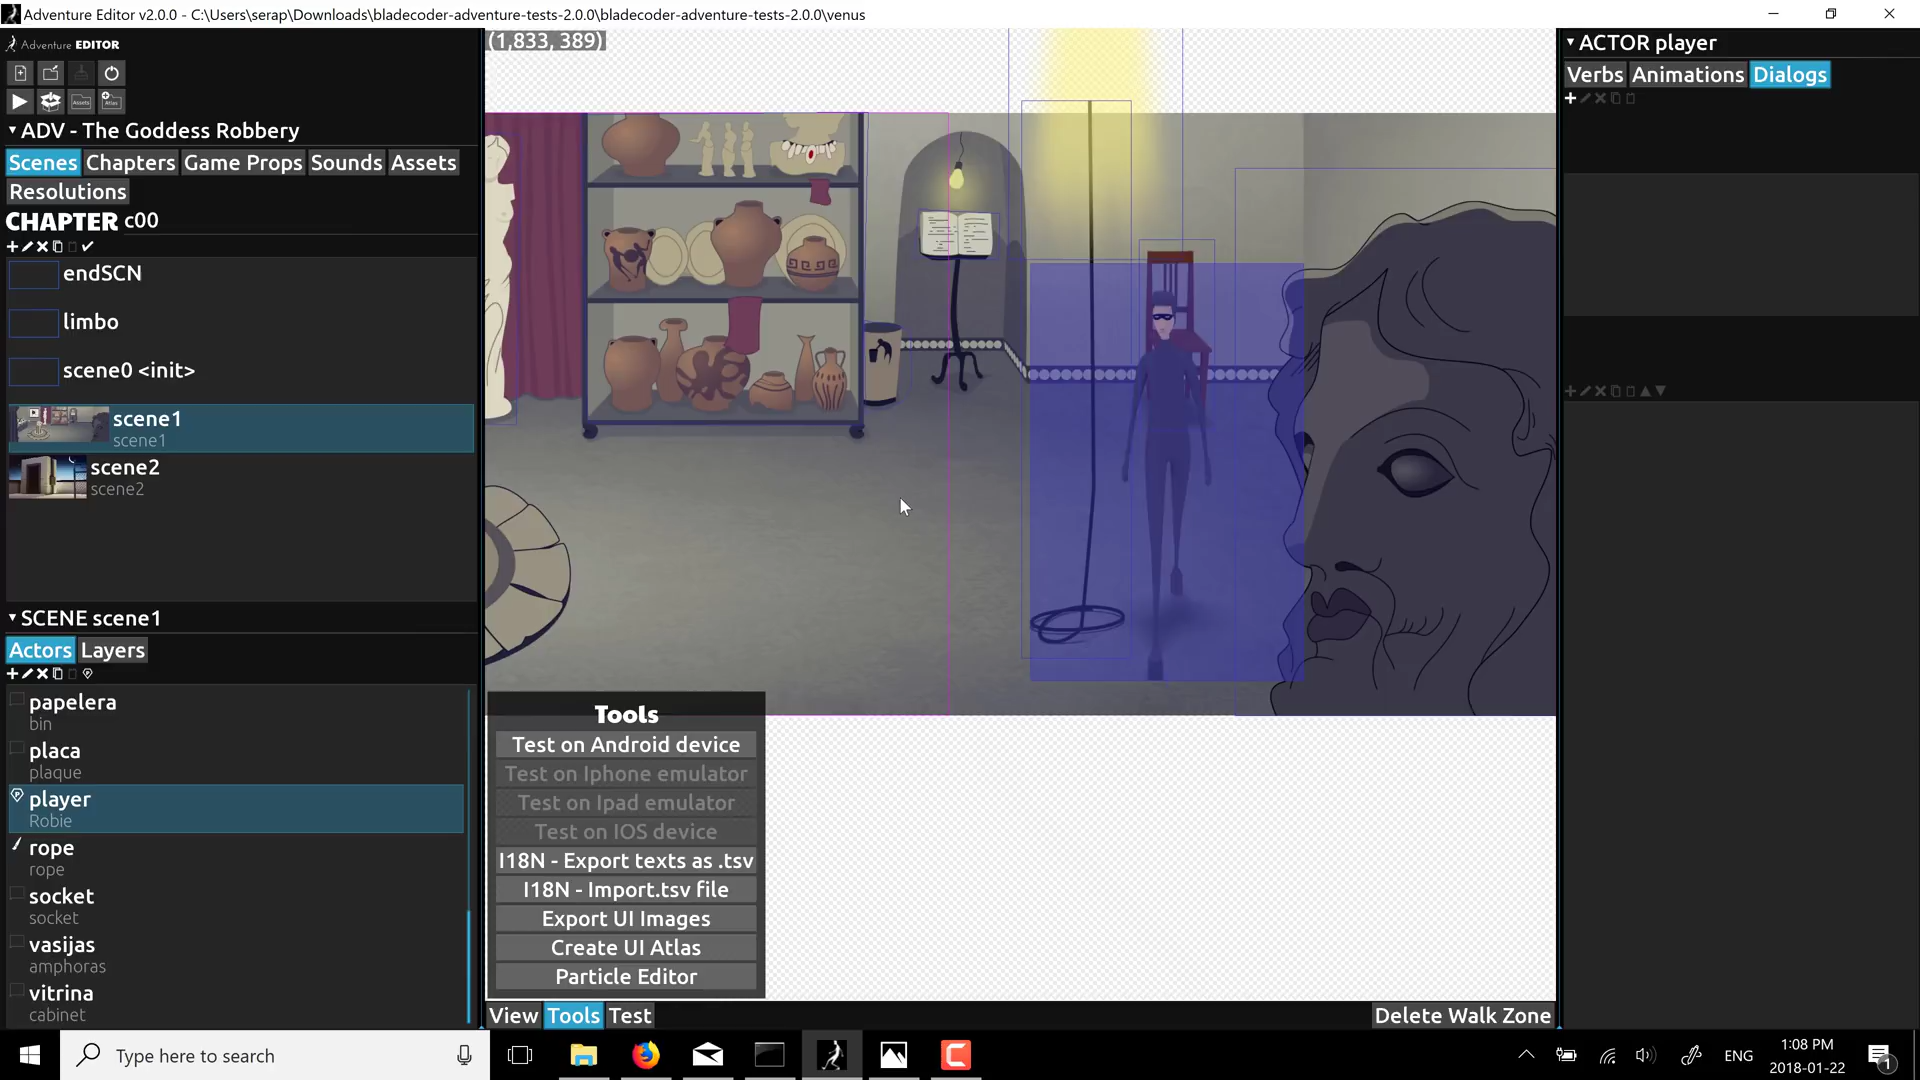 Adventure Editor v2.0.0 - C:\Users\serap\Downloads\bladecoder-adventure-tests-2.0.0\bladecoder-adventure-tests-2.0.0\venus
Adventure EDITOR
Assets
Atlas
ADV - The Goddess Robbery
Scenes Chapters Game Props Sounds Assets
Resolutions
CHAPTER c00
endSCN
limbo
scene0 <init>
scene1
scene1
scene2
scene2
SCENE scene1
Actors Layers
papelera
bin
placa
plaque
player
Robie
rope
rope
socket
socket
vasijas
amphoras
vitrina
cabinet
(1,833, 389)
Tools
Test on Android device
Test on Iphone emulator
Test on Ipad emulator
Test on IOS device
I18N - Export texts as .tsv
I18N - Import.tsv file
Export UI Images
Create UI Atlas
Particle Editor
View Tools Test
Delete Walk Zone
ACTOR player
Verbs Animations Dialogs
Type here to search
ENG
1:08 PM
2018-01-22
1